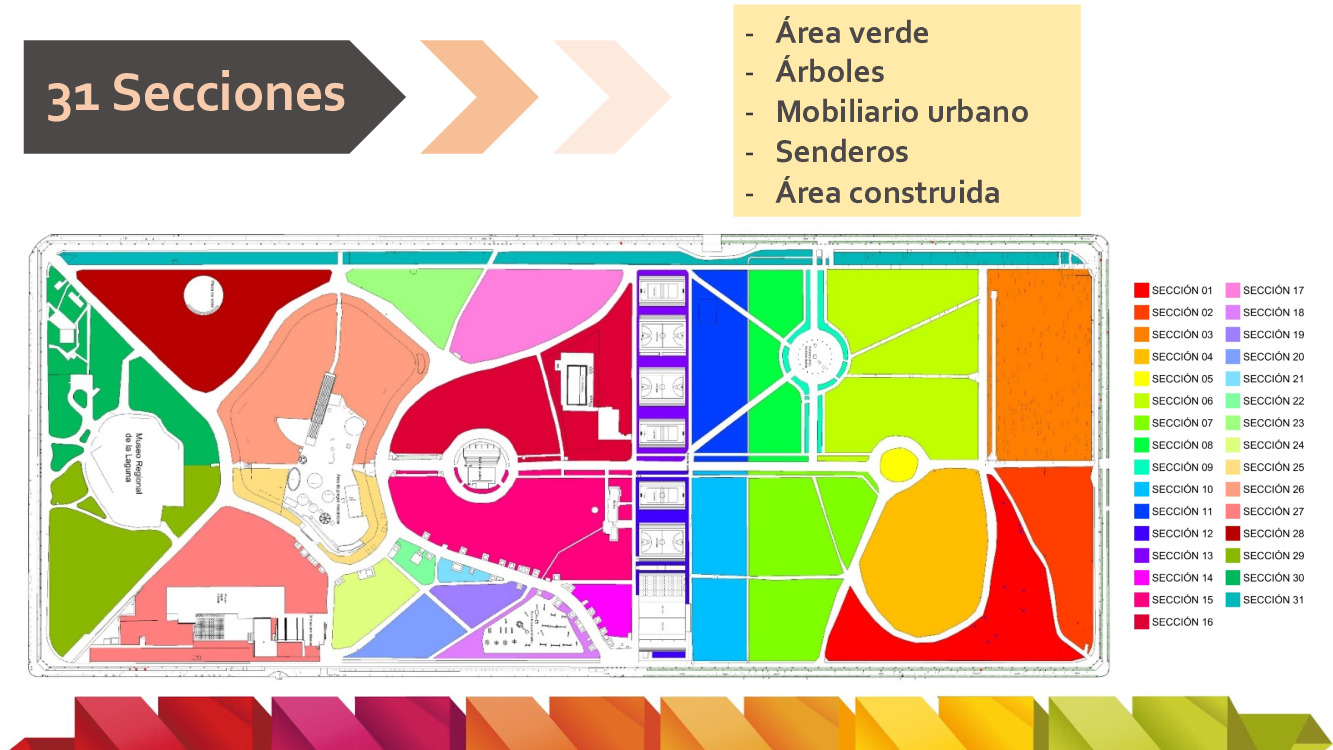 31 Secciones
- Área verde
- Árboles
- Mobiliario urbano
- Senderos
- Área construida
Museo Regional
de la Laguna
SECCIÓN 01
SECCIÓN 02
SECCIÓN 03
SECCIÓN 04
SECCIÓN 05
SECCIÓN 06
SECCIÓN 07
SECCIÓN 08
SECCIÓN 09
SECCIÓN 10
SECCIÓN 11
SECCIÓN 12
SECCIÓN 13
SECCIÓN 14
SECCIÓN 15
SECCIÓN 16
SECCIÓN 17
SECCIÓN 18
SECCIÓN 19
SECCIÓN 20
SECCIÓN 21
SECCIÓN 22
SECCIÓN 23
SECCIÓN 24
SECCIÓN 25
SECCIÓN 26
SECCIÓN 27
SECCIÓN 28
SECCIÓN 29
SECCIÓN 30
SECCIÓN 31